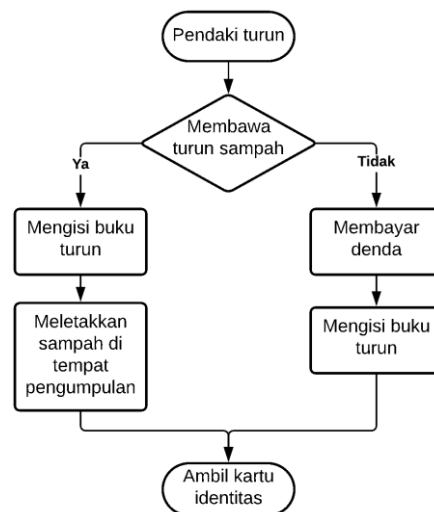 Pendaki turun
Membawa
turun sampah
Ya
Tidak
Mengisi buku
turun
Membayar
denda
Meletakkan
sampah di
tempat
pengumpulan
Mengisi buku
turun
Ambil kartu
identitas